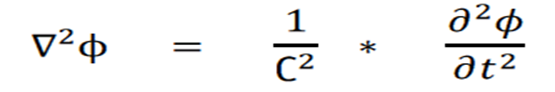 ∇²ϕ = 1/C² * ∂²ϕ/∂t²